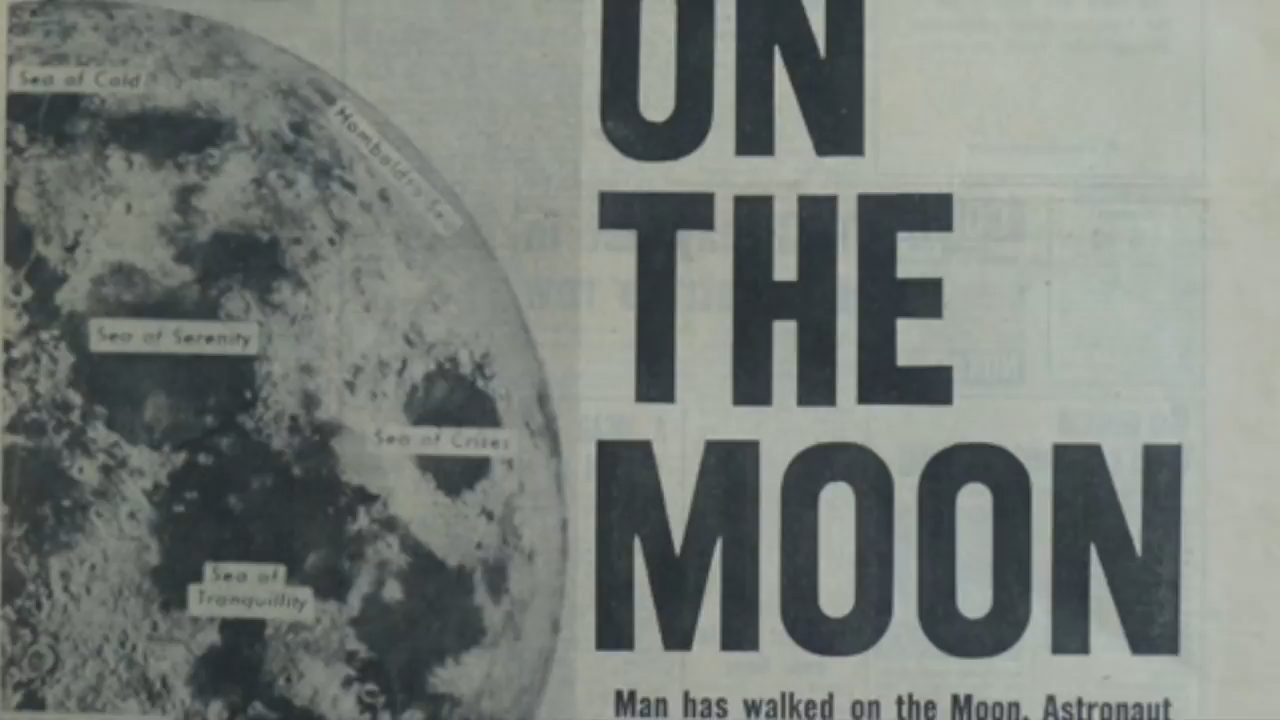 Sea of Cold
Humboldt's Sea
Sea of Serenity
Sea of Crises
Sea of
Tranquillity
ON
THE
MOON
Man has walked on the Moon. Astronaut